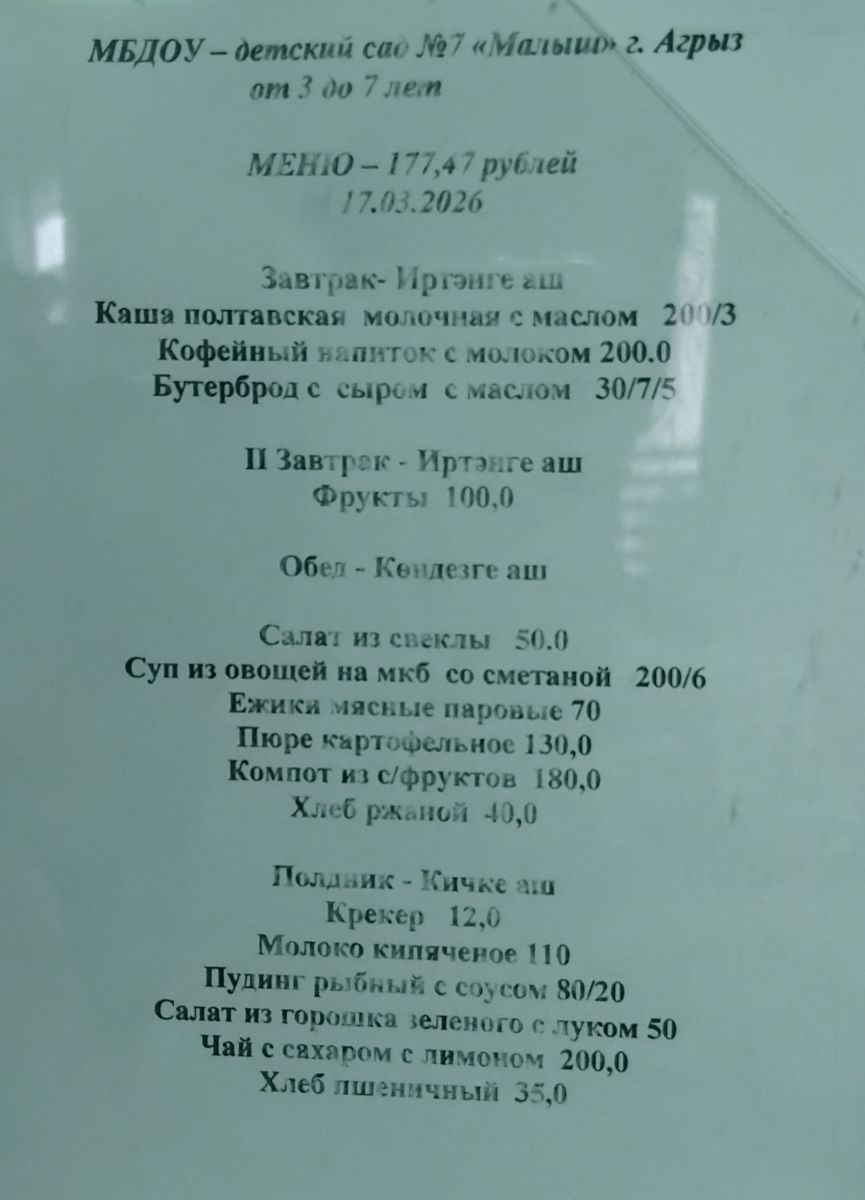 МБДОУ – детский сад №7 «Малыш» г. Агрыз
от 3 до 7 лет
МЕНЮ – 177,47 рублей
17.03.2026
Завтрак- Иртәнге аш
Каша полтавская молочная с маслом 200/3
Кофейный напиток с молоком 200.0
Бутерброд с сыром с маслом 30/7/5
II Завтрак - Иртәнге аш
Фрукты 100,0
Обед - Көндезге аш
Салат из свеклы 50.0
Суп из овощей на мкб со сметаной 200/6
Ежики мясные паровые 70
Пюре картофельное 130,0
Компот из с/фруктов 180,0
Хлеб ржаной 40,0
Полдник - Кичке аш
Крекер 12,0
Молоко кипяченое 110
Пудинг рыбный с соусом 80/20
Салат из горошка зеленого с луком 50
Чай с сахаром с лимоном 200,0
Хлеб пшеничный 35,0